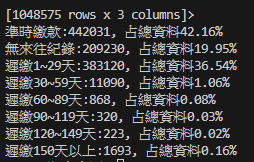 [1048575 rows x 3 columns]>
準時繳款:442031, 占總資料42.16%
無來往紀錄:209230, 占總資料19.95%
遲繳1~29天:383120, 占總資料36.54%
遲繳30~59天:11090, 占總資料1.06%
遲繳60~89天:868, 占總資料0.08%
遲繳90~119天:320, 占總資料0.03%
遲繳120~149天:223, 占總資料0.02%
遲繳150天以上:1693, 占總資料0.16%